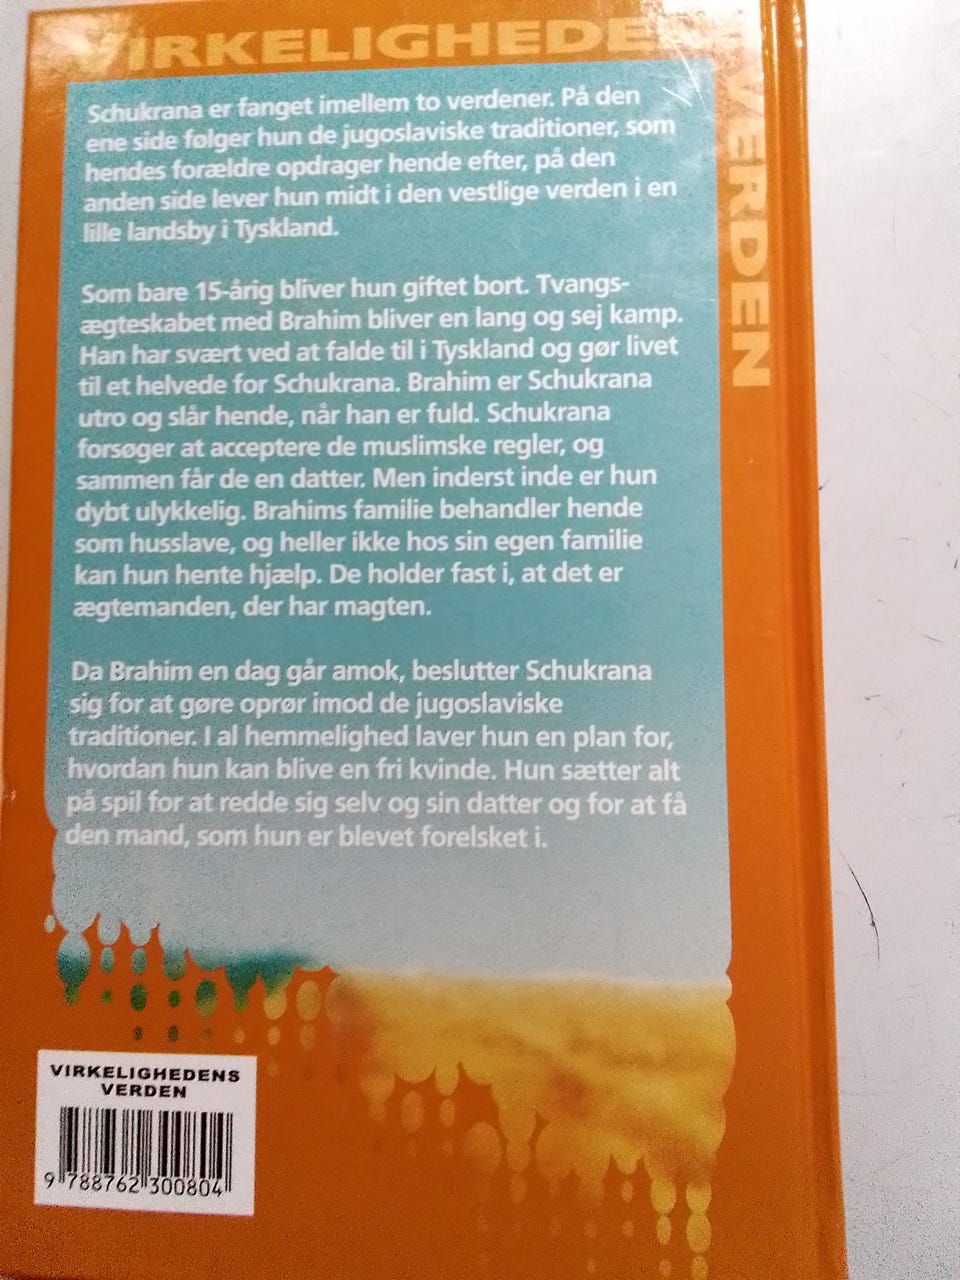 VIRKELIGHEDENS
VERDEN
Schukrana er fanget imellem to verdener. På den
ene side følger hun de jugoslaviske traditioner, som
hendes forældre opdrager hende efter, på den
anden side lever hun midt i den vestlige verden i en
lille landsby i Tyskland.
Som bare 15-årig bliver hun giftet bort. Tvangs-
ægteskabet med Brahim bliver en lang og sej kamp.
Han har svært ved at falde til i Tyskland og gør livet
til et helvede for Schukrana. Brahim er Schukrana
utro og slår hende, når han er fuld. Schukrana
forsøger at acceptere de muslimske regler, og
sammen får de en datter. Men inderst inde er hun
dybt ulykkelig. Brahims familie behandler hende
som husslave, og heller ikke hos sin egen familie
kan hun hente hjælp. De holder fast i, at det er
ægtemanden, der har magten.
Da Brahim en dag går amok, beslutter Schukrana
sig for at gøre oprør imod de jugoslaviske
traditioner. I al hemmelighed laver hun en plan for,
hvordan hun kan blive en fri kvinde. Hun sætter alt
på spil for at redde sig selv og sin datter og for at få
den mand, som hun er blevet forelsket i.
VIRKELIGHEDENS
VERDEN
9 788762 300804